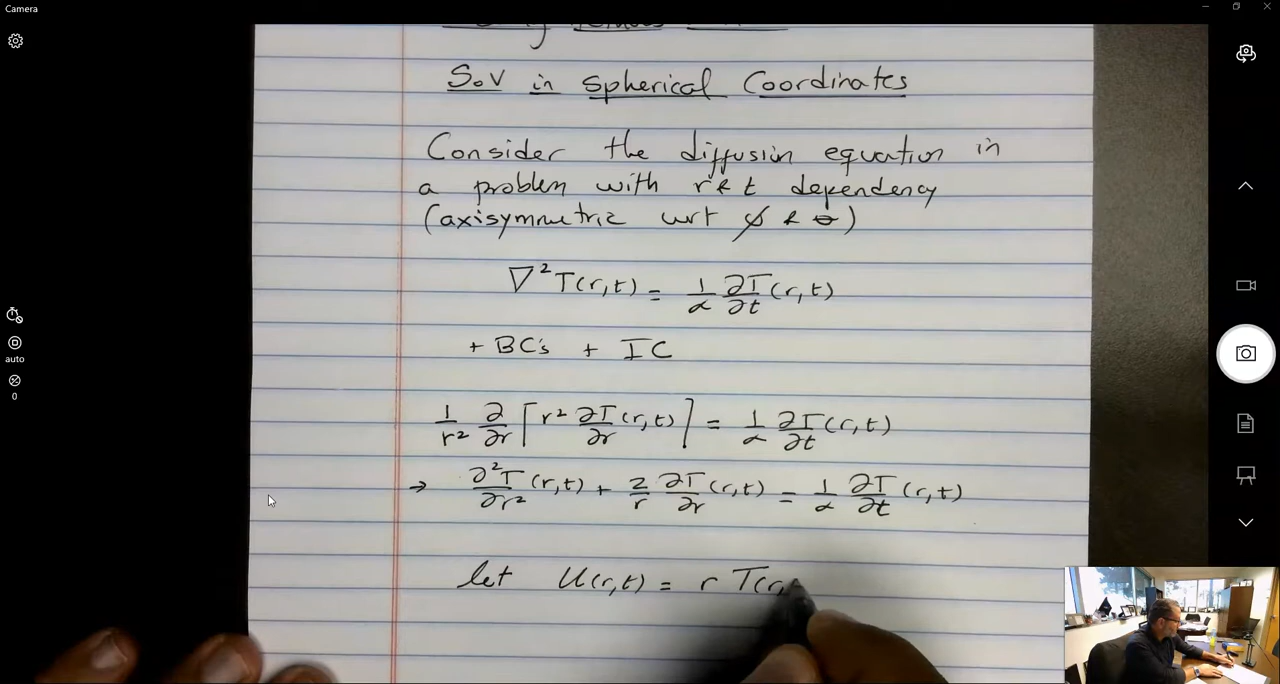 Camera
SoV in Spherical Coordinates
Consider the diffusion equation in
a problem with r & t dependency
(axisymmetric wrt ϕ & θ)
∇²T(r,t) = 1/α ∂T/∂t (r,t)
+ BC's + IC
1/r² ∂/∂r [r² ∂T/∂r (r,t)] = 1/α ∂T/∂t (r,t)
→ ∂²T/∂r² (r,t) + 2/r ∂T/∂r (r,t) = 1/α ∂T/∂t (r,t)
let U(r,t) = r T(r,
auto
0